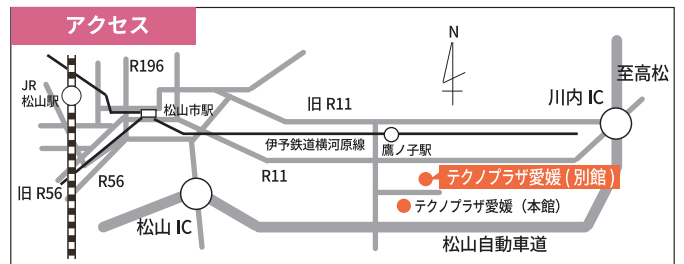 アクセス
N
R196
至高松
JR
松山駅
松山市駅
旧 R11
川内 IC
伊予鉄道横河原線
鷹ノ子駅
R11
テクノプラザ愛媛 ( 別館 )
旧 R56
R56
テクノプラザ愛媛（本館）
松山 IC
松山自動車道